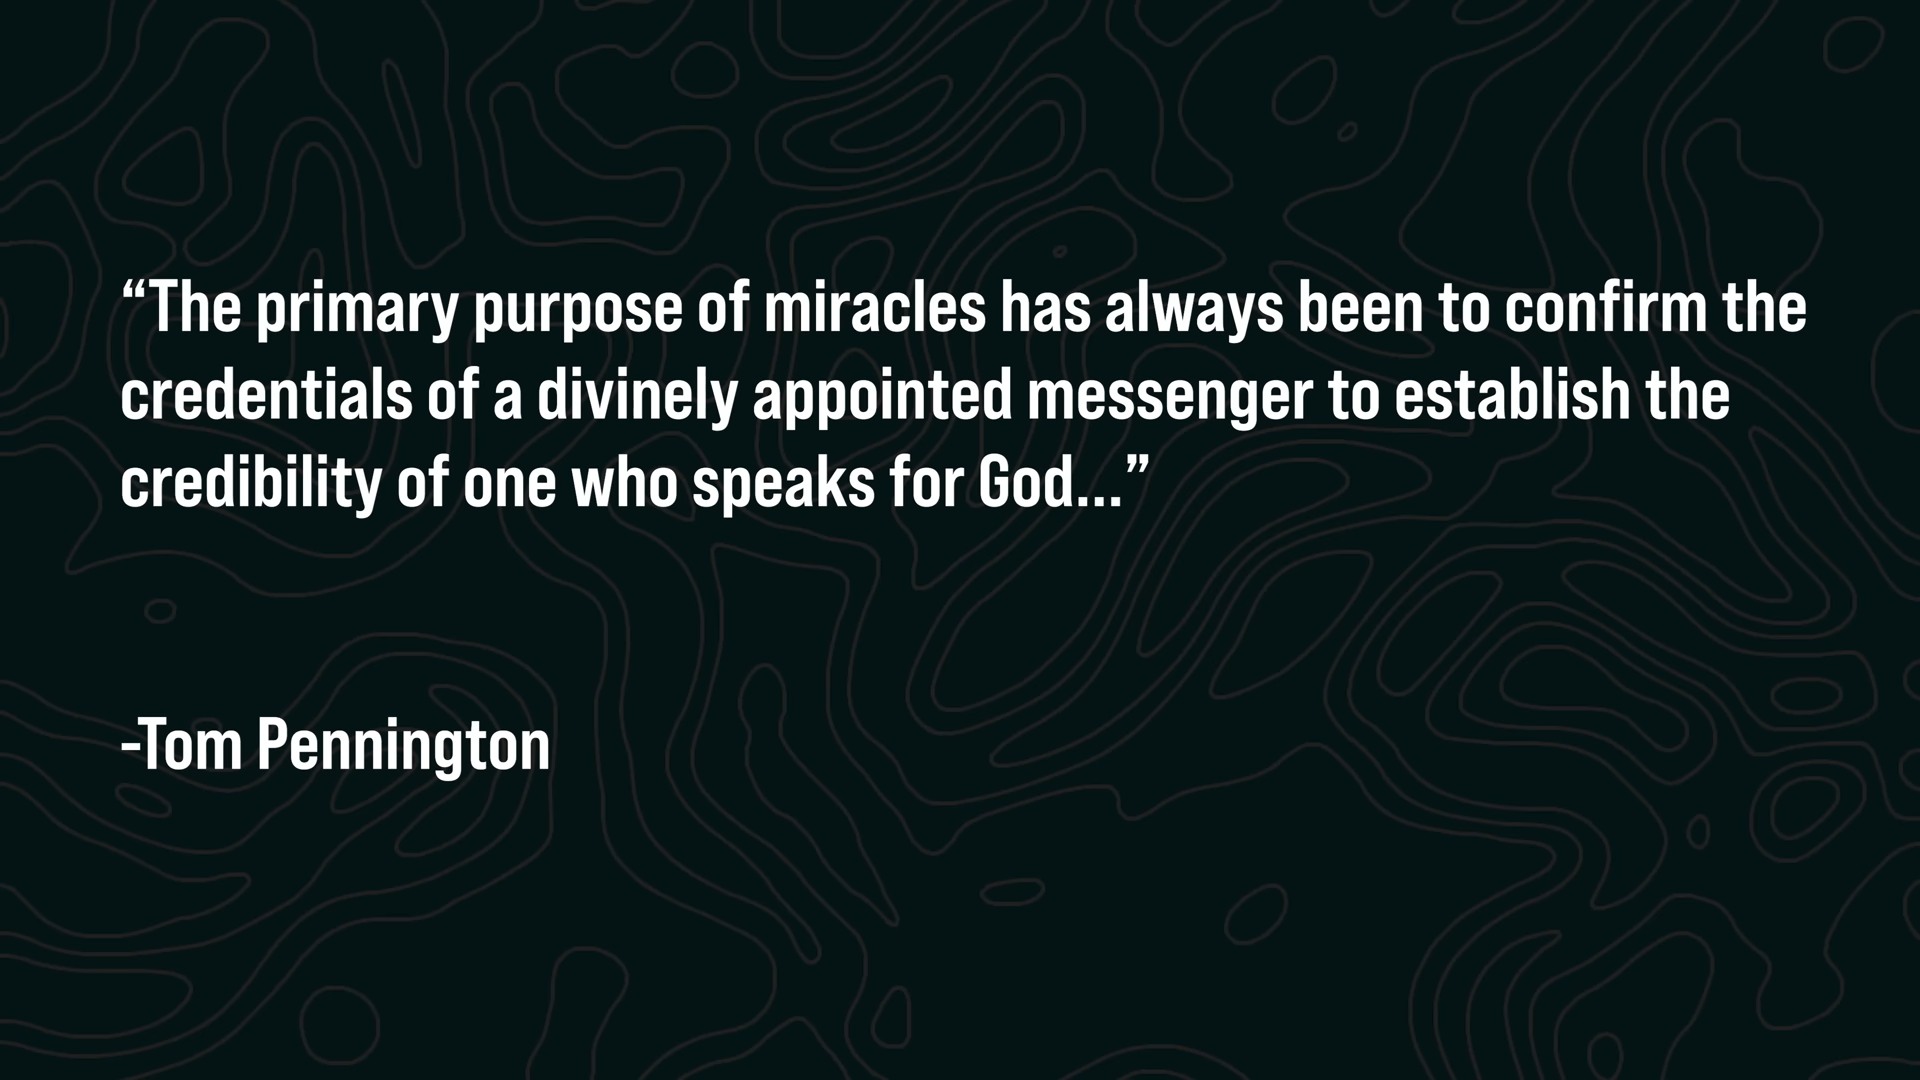 “The primary purpose of miracles has always been to confirm the
credentials of a divinely appointed messenger to establish the
credibility of one who speaks for God...”
-Tom Pennington